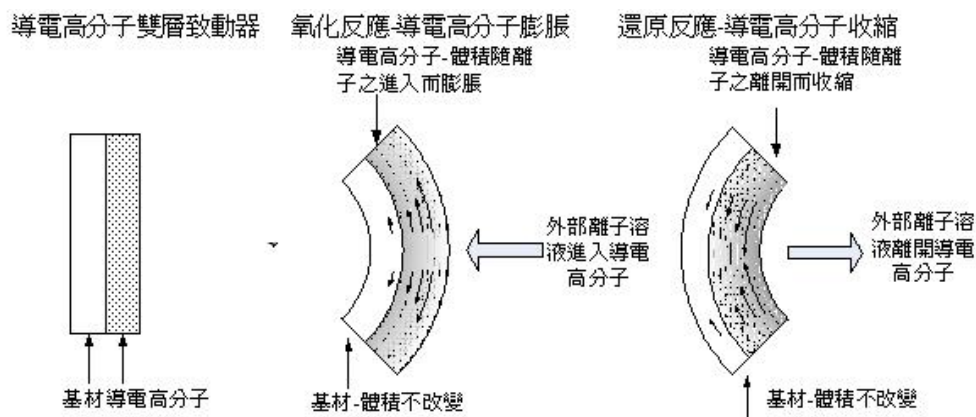 導電高分子雙層致動器
氧化反應-導電高分子膨脹
導電高分子-體積隨離
子之進入而膨脹
還原反應-導電高分子收縮
導電高分子-體積隨離
子之離開而收縮
外部離子溶
液進入導電
高分子
外部離子溶
液離開導電
高分子
基材
導電高分子
基材-體積不改變
基材-體積不改變